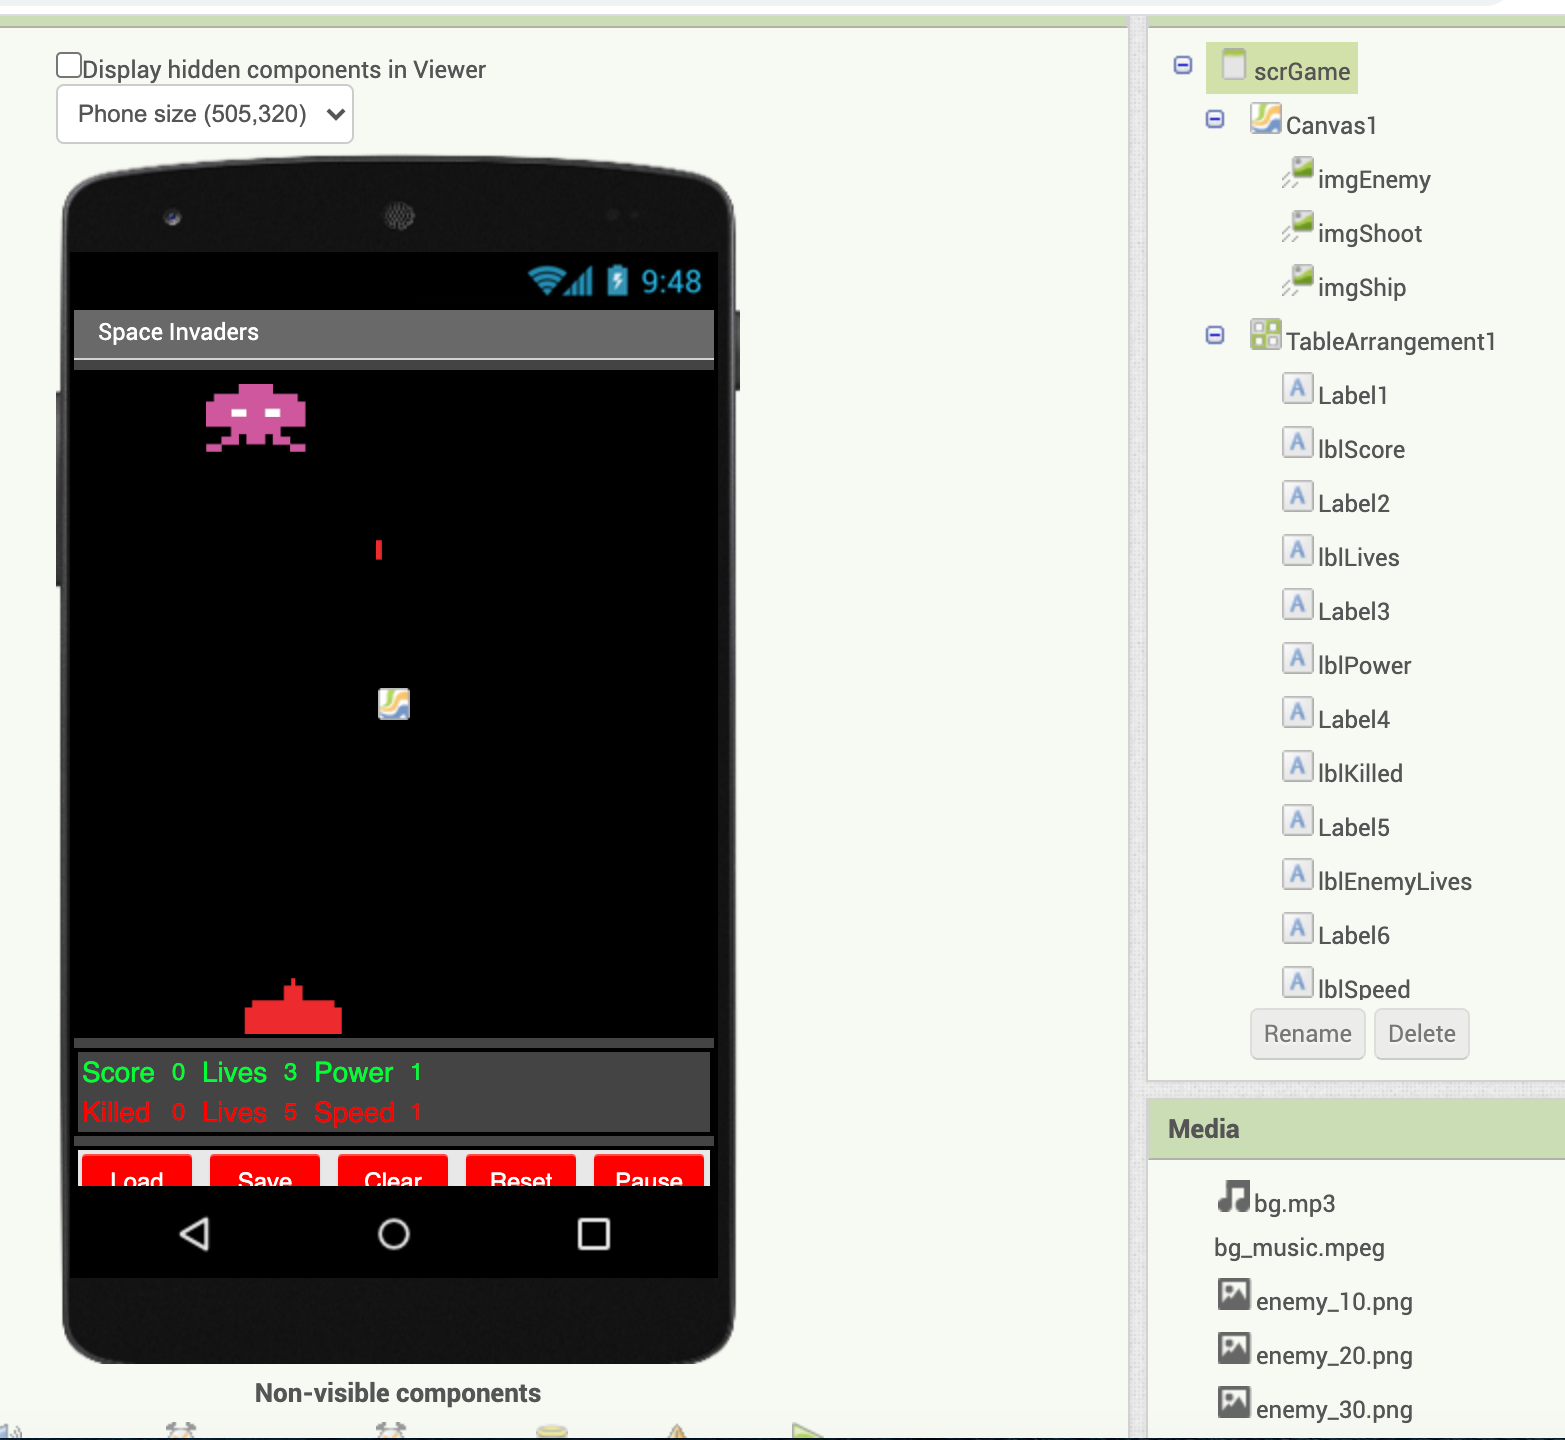 Display hidden components in Viewer
Phone size (505,320)
9:48
Space Invaders
Score 0 Lives 3 Power 1
Killed 0 Lives 5 Speed 1
Load Save Clear Reset Pause
Non-visible components
scrGame
Canvas1
imgEnemy
imgShoot
imgShip
TableArrangement1
A Label1
A lblScore
A Label2
A lblLives
A Label3
A lblPower
A Label4
A lblKilled
A Label5
A lblEnemyLives
A Label6
A lblSpeed
Rename Delete
Media
bg.mp3
bg_music.mpeg
enemy_10.png
enemy_20.png
enemy_30.png